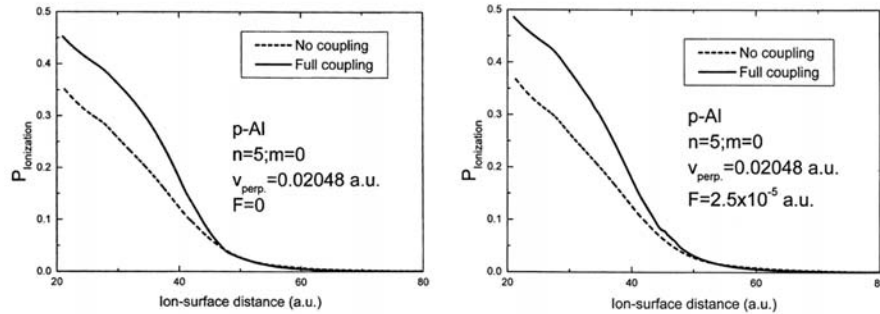 0.5
0.4
0.3
0.2
0.1
0.0
P_Ionization
No coupling
Full coupling
p-Al
n=5;m=0
v_perp.=0.02048 a.u.
F=0
20 40 60 80
Ion-surface distance (a.u.)
0.5
0.4
0.3
0.2
0.1
0.0
P_Ionization
No coupling
Full coupling
p-Al
n=5;m=0
v_perp.=0.02048 a.u.
F=2.5x10^-5 a.u.
20 40 60 80
Ion-surface distance (a.u.)